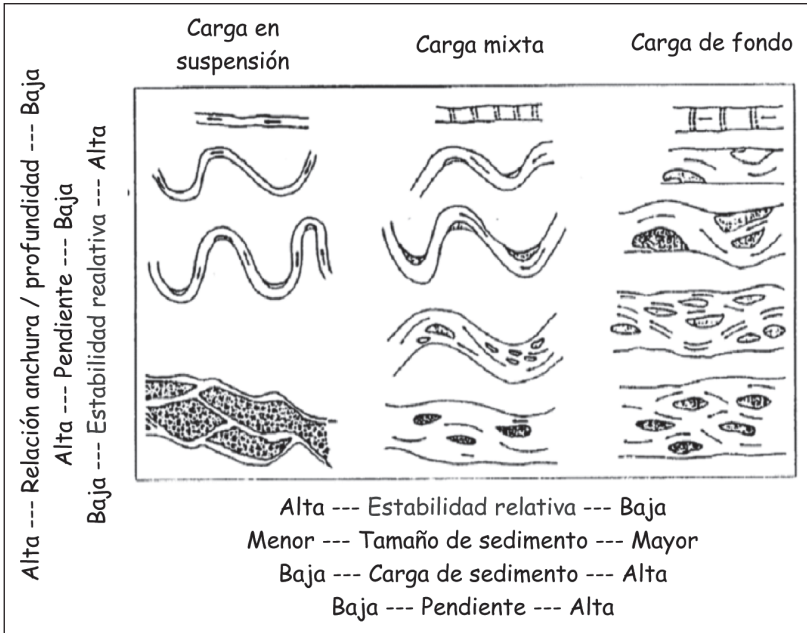 Carga en
suspensión
Carga mixta
Carga de fondo
Alta --- Relación anchura / profundidad --- Baja
Alta --- Pendiente --- Baja
Baja --- Estabilidad realativa --- Alta
Alta --- Estabilidad relativa --- Baja
Menor --- Tamaño de sedimento --- Mayor
Baja --- Carga de sedimento --- Alta
Baja --- Pendiente --- Alta